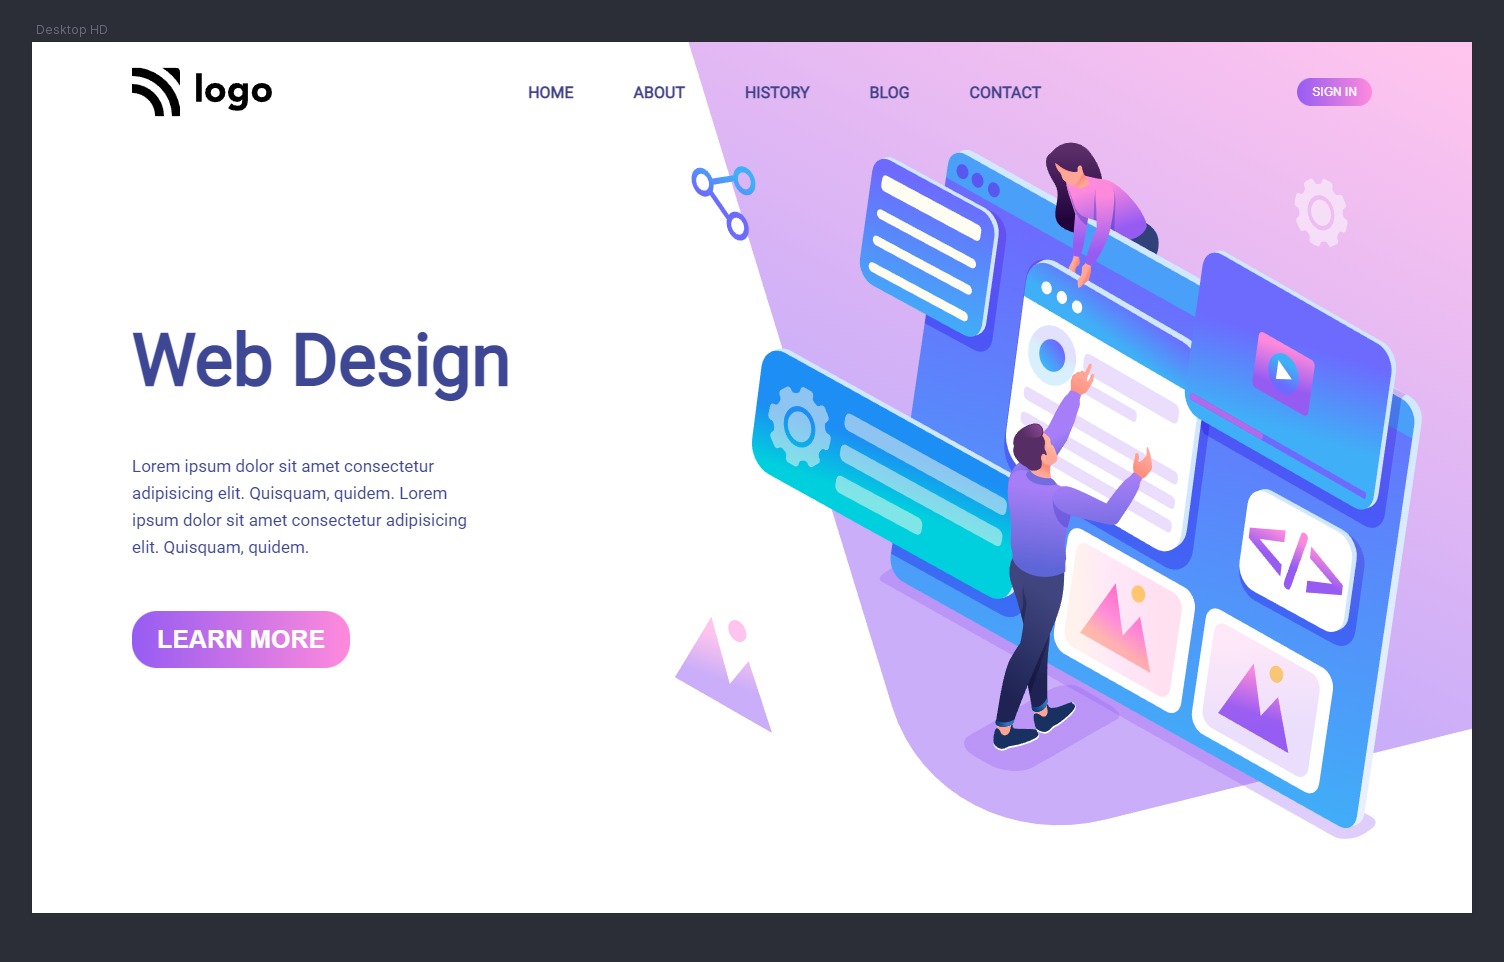 Desktop HD
logo
HOME ABOUT HISTORY BLOG CONTACT
SIGN IN
Web Design
Lorem ipsum dolor sit amet consectetur
adipisicing elit. Quisquam, quidem. Lorem
ipsum dolor sit amet consectetur adipisicing
elit. Quisquam, quidem.
LEARN MORE
</>